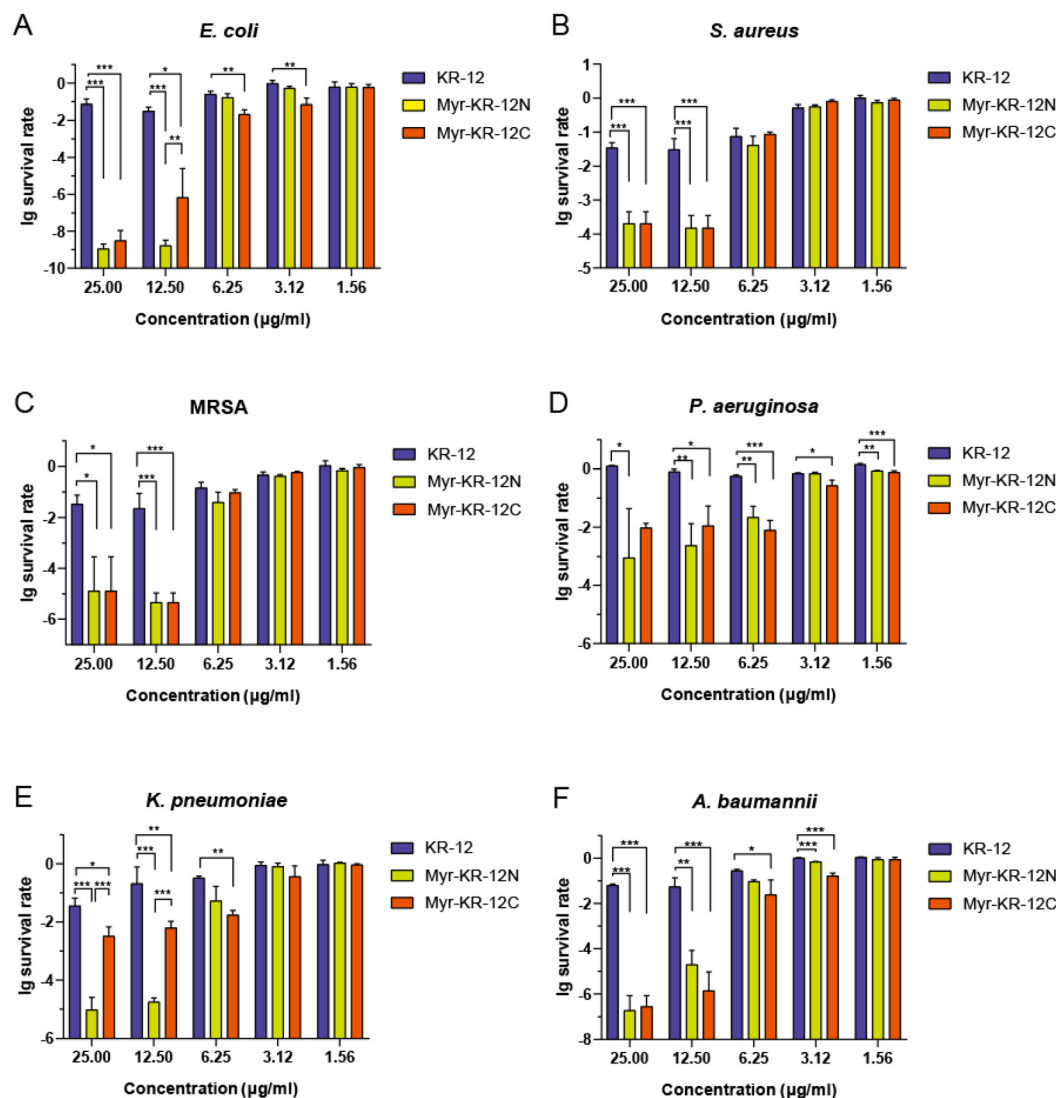 A
E. coli
*** * ** **
*** ***
**
0
-2
-4
-6
-8
-10
lg survival rate
25.00 12.50 6.25 3.12 1.56
Concentration (µg/ml)
KR-12
Myr-KR-12N
Myr-KR-12C
B
S. aureus
*** ***
*** ***
1
0
-1
-2
-3
-4
-5
lg survival rate
25.00 12.50 6.25 3.12 1.56
Concentration (µg/ml)
KR-12
Myr-KR-12N
Myr-KR-12C
C
MRSA
* ***
* ***
0
-2
-4
-6
lg survival rate
25.00 12.50 6.25 3.12 1.56
Concentration (µg/ml)
KR-12
Myr-KR-12N
Myr-KR-12C
D
P. aeruginosa
* * *** * ***
** ** **
0
-2
-4
-6
lg survival rate
25.00 12.50 6.25 3.12 1.56
Concentration (µg/ml)
KR-12
Myr-KR-12N
Myr-KR-12C
E
K. pneumoniae
* ** **
*** *** ***
***
0
-2
-4
-6
lg survival rate
25.00 12.50 6.25 3.12 1.56
Concentration (µg/ml)
KR-12
Myr-KR-12N
Myr-KR-12C
F
A. baumannii
*** *** * ***
*** ** ***
0
-2
-4
-6
-8
lg survival rate
25.00 12.50 6.25 3.12 1.56
Concentration (µg/ml)
KR-12
Myr-KR-12N
Myr-KR-12C